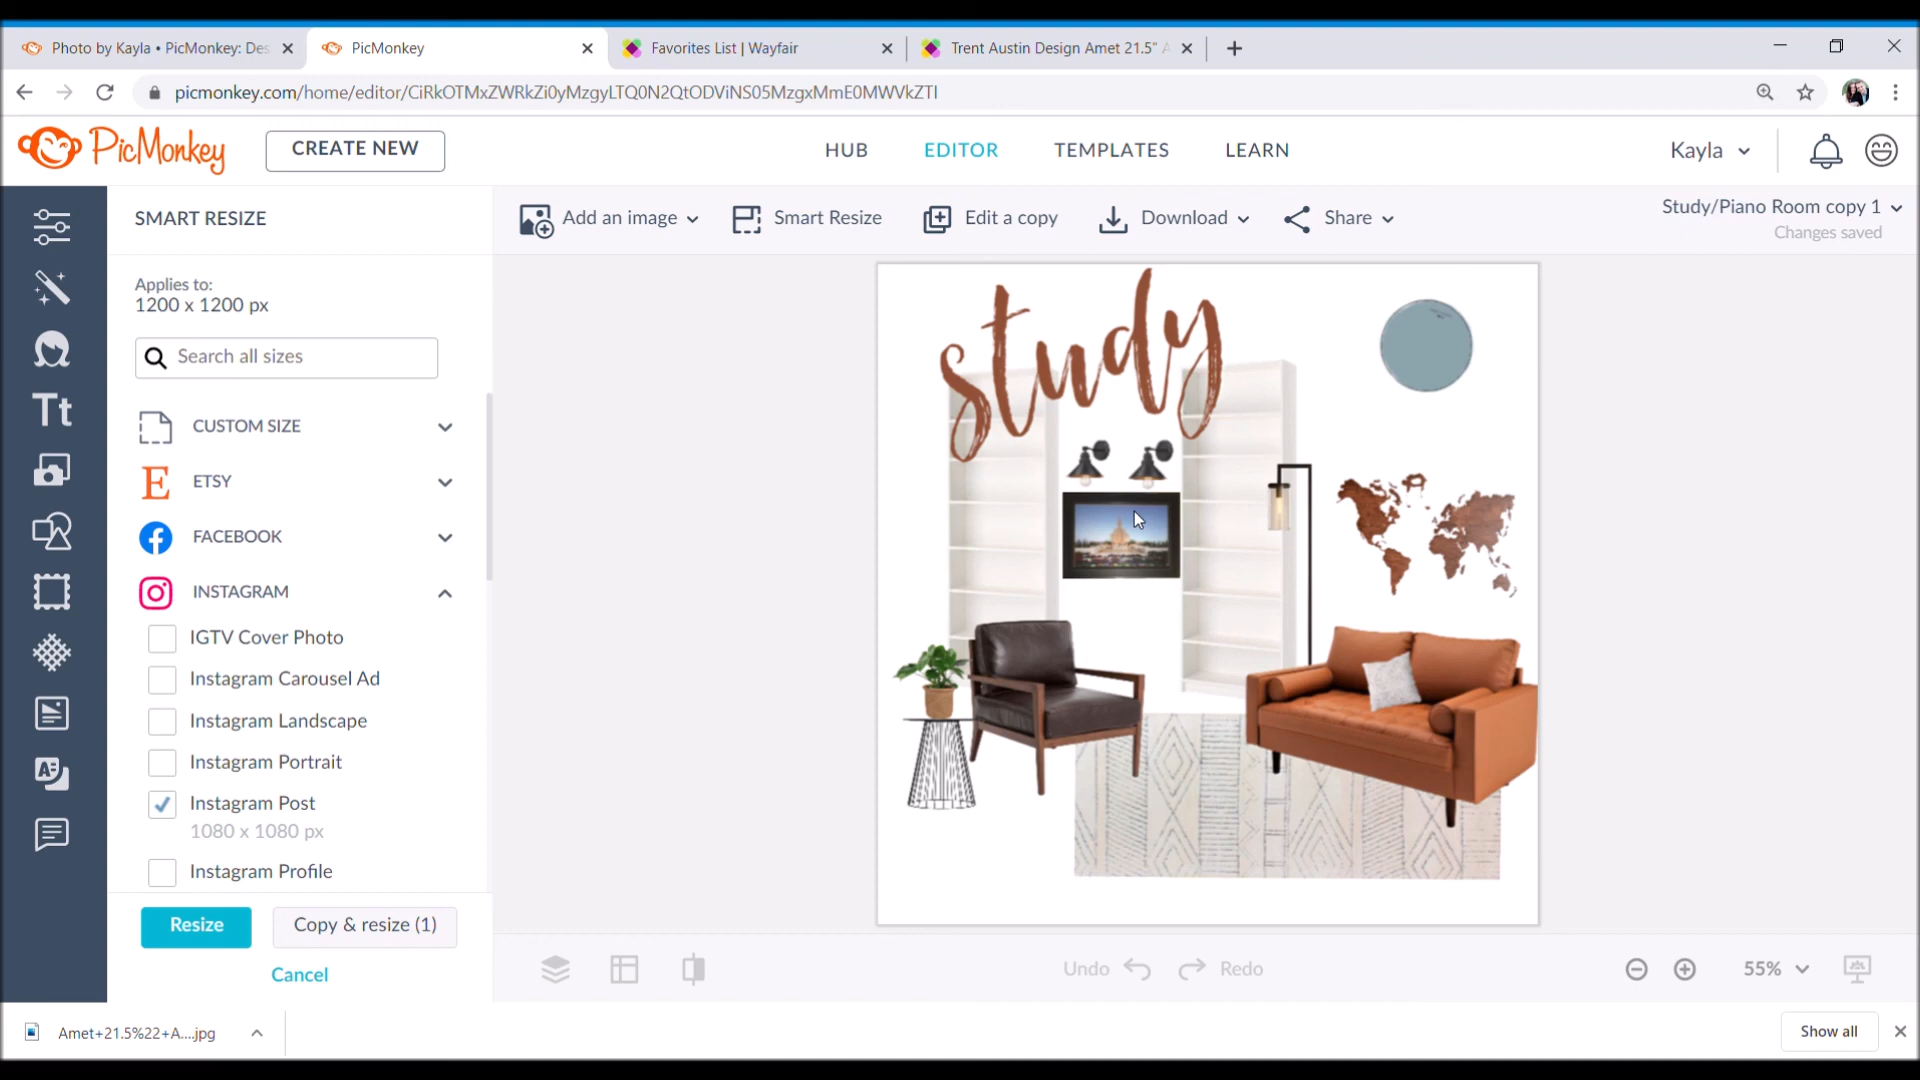 Photo by Kayla • PicMonkey: Des
PicMonkey
Favorites List | Wayfair
Trent Austin Design Amet 21.5" A
picmonkey.com/home/editor/CiRkOTMxZWRkZi0yMzgyLTQ0N2QtODViNS05MzgxMmE0MWVkZTI
PicMonkey
CREATE NEW
HUB
EDITOR
TEMPLATES
LEARN
Kayla
SMART RESIZE
Add an image
Smart Resize
Edit a copy
Download
Share
Study/Piano Room copy 1
Changes saved
Applies to:
1200 x 1200 px
Search all sizes
CUSTOM SIZE
E ETSY
FACEBOOK
INSTAGRAM
IGTV Cover Photo
Instagram Carousel Ad
Instagram Landscape
Instagram Portrait
Instagram Post
1080 x 1080 px
Instagram Profile
Resize
Copy & resize (1)
Cancel
Tt
study
Undo
Redo
55%
Amet+21.5%22+A....jpg
Show all